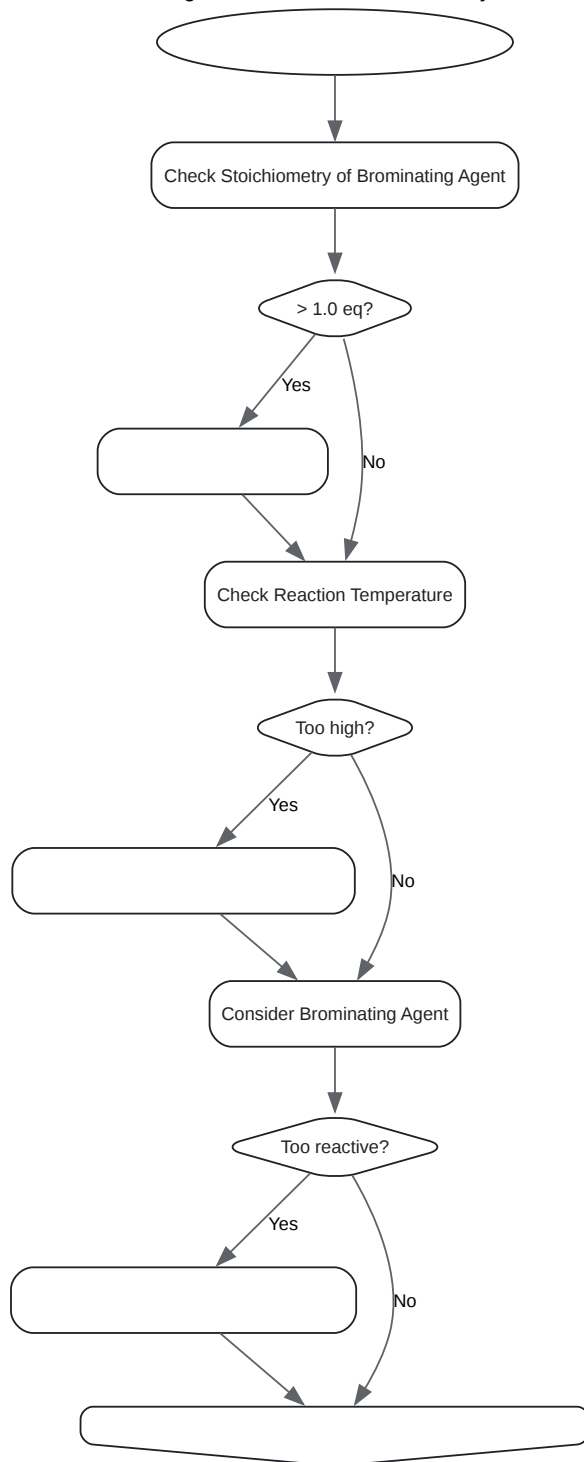 Check Stoichiometry of Brominating Agent
> 1.0 eq?
Yes
No
Check Reaction Temperature
Too high?
Yes
No
Consider Brominating Agent
Too reactive?
Yes
No